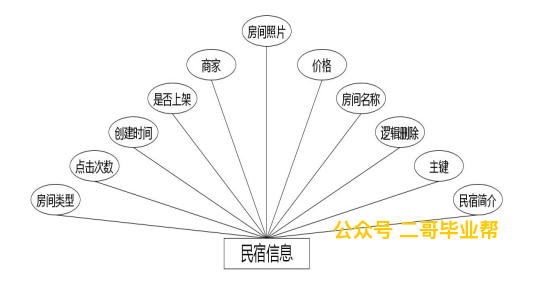 房间照片
商家
价格
是否上架
房间名称
创建时间
逻辑删除
点击次数
主键
房间类型
民宿简介
公众号 二哥毕业帮
民宿信息